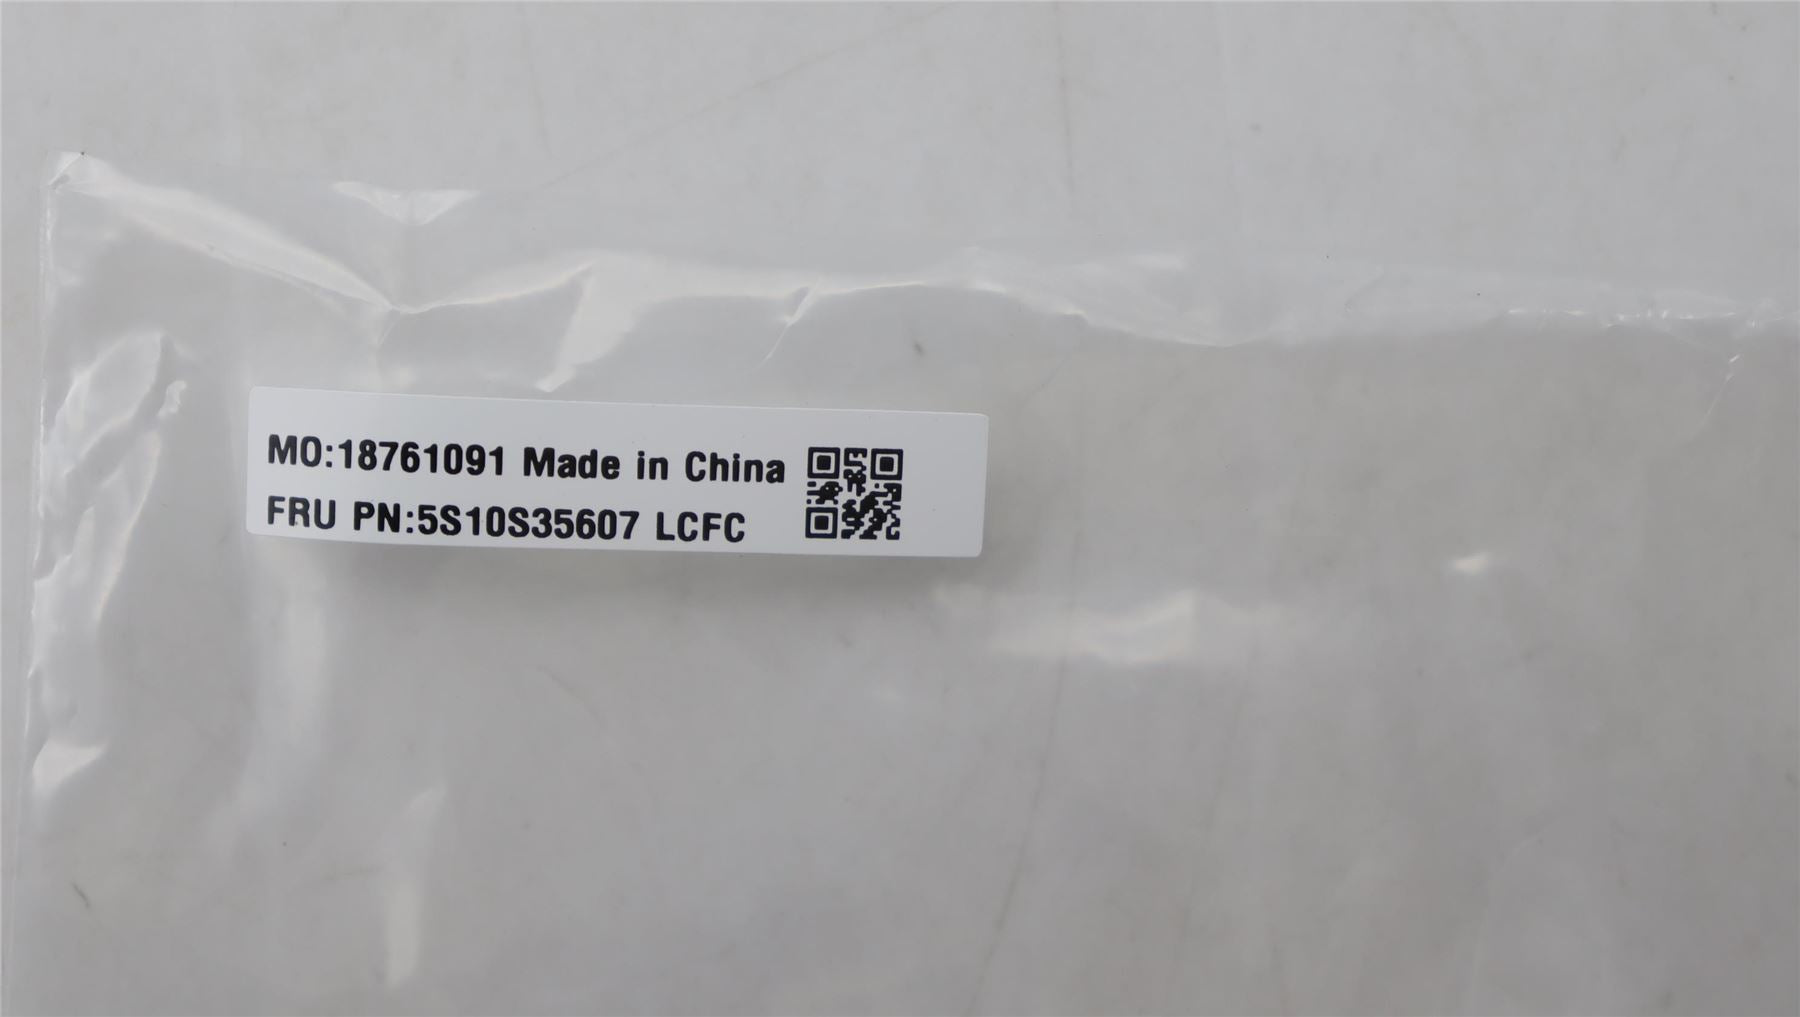 MO:18761091 Made in China
FRU PN:5S10S35607 LCFC